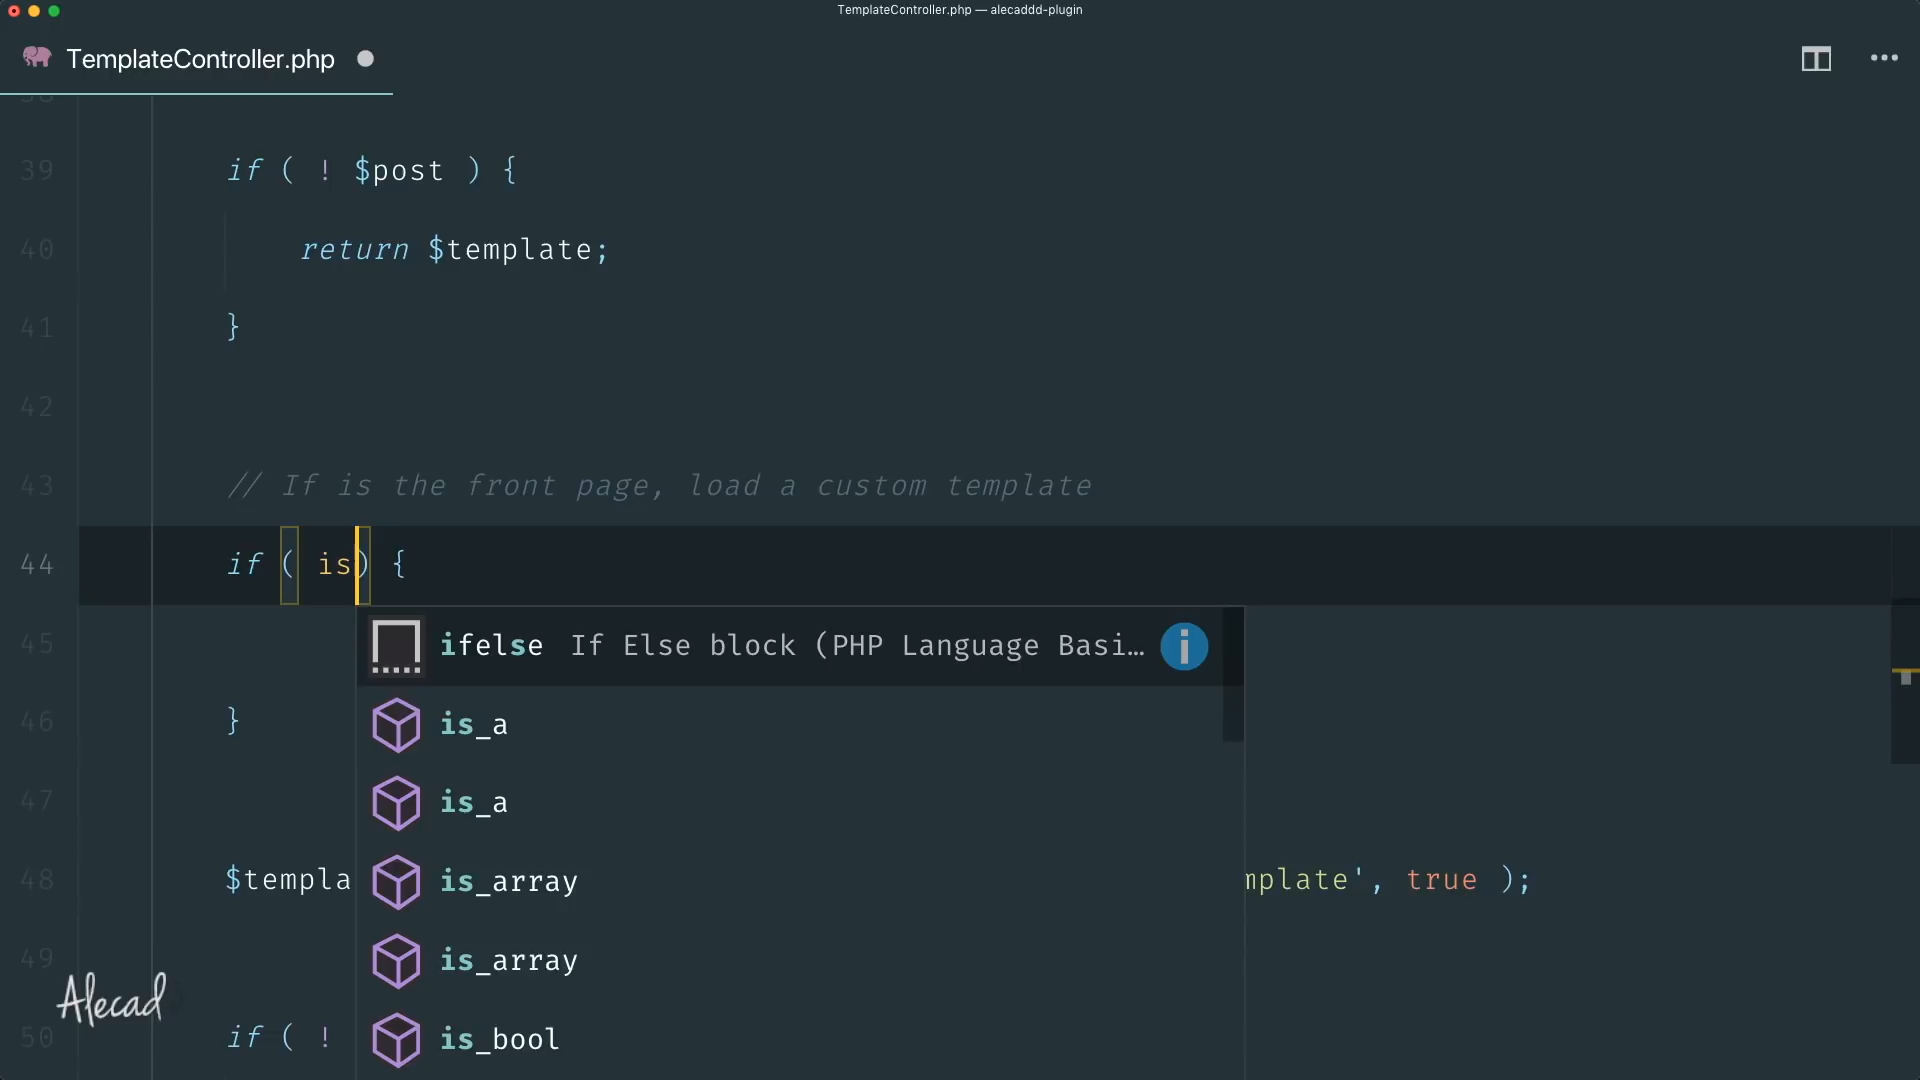 TemplateController.php — alecaddd-plugin
TemplateController.php
38
39 if ( ! $post ) {
40 return $template;
41 }
42
43 // If is the front page, load a custom template
44 if ( is) {
45 ifelse If Else block (PHP Language Basi…
46 } is_a
47 is_a
48 $templa is_array mplate', true );
49 is_array
Alecad
50 if ( ! is_bool